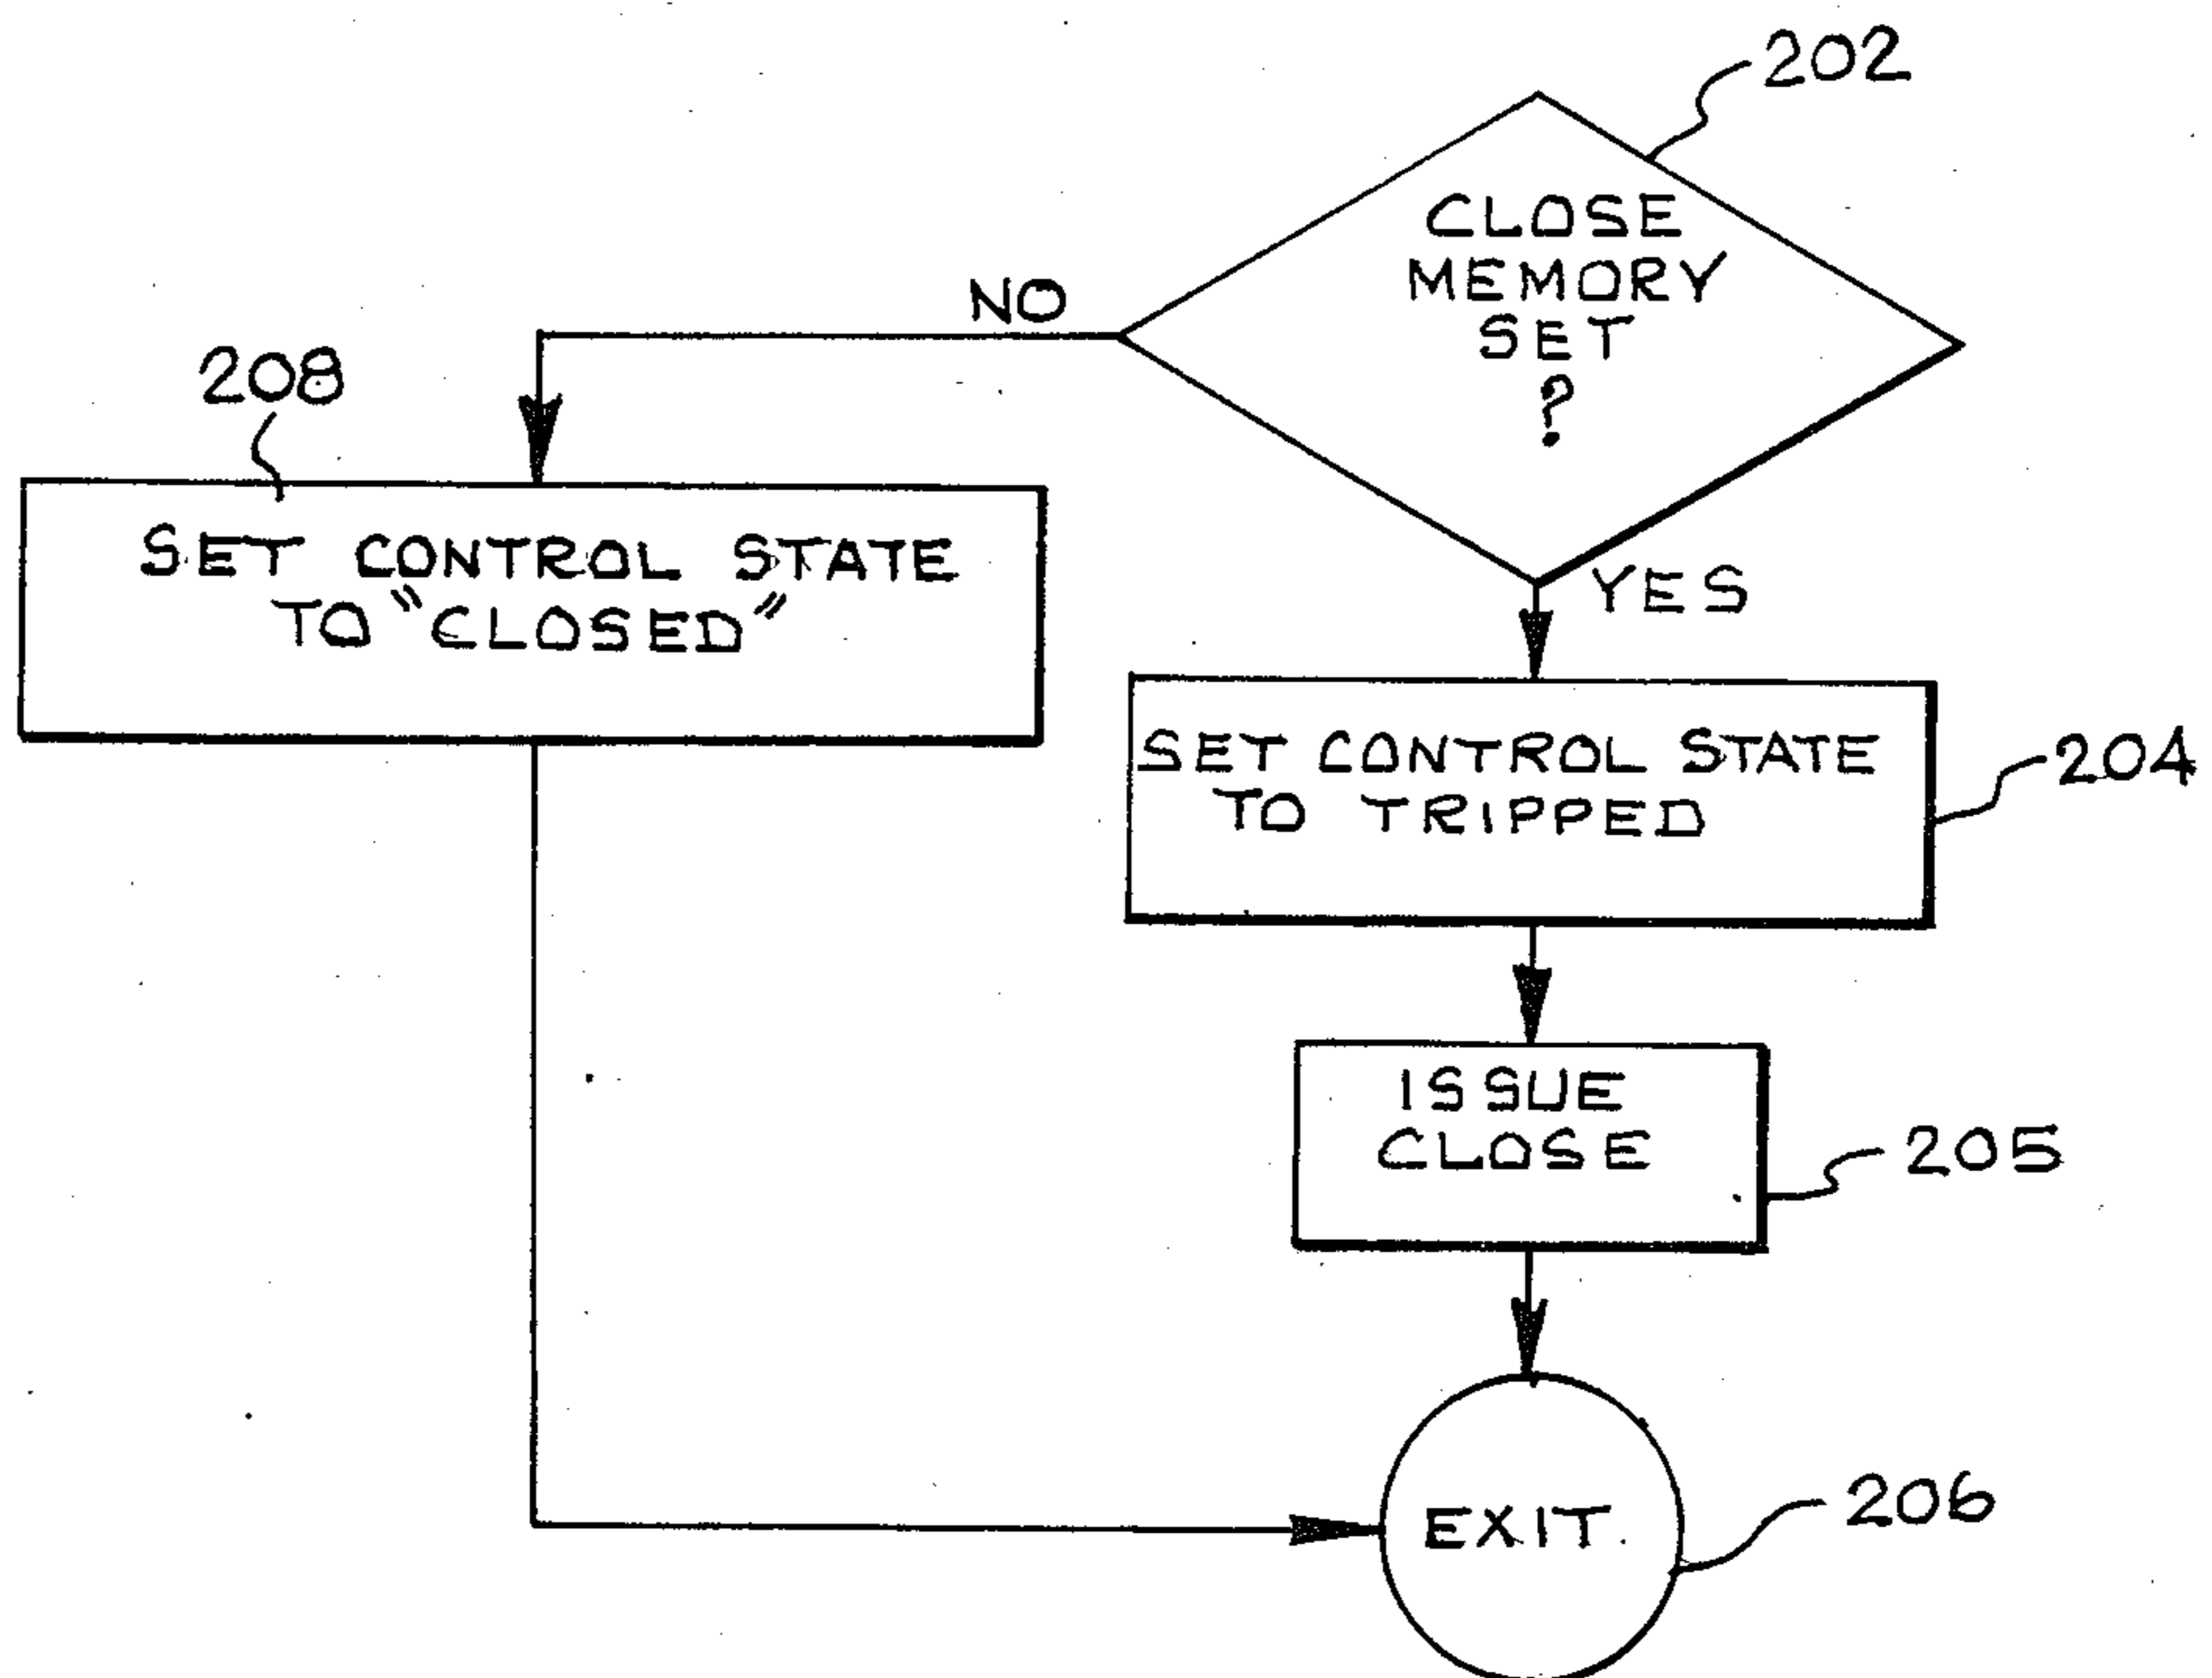 202
CLOSE
MEMORY
SET
?
NO
208
SET CONTROL STATE
TO "CLOSED"
YES
SET CONTROL STATE
TO TRIPPED
204
ISSUE
CLOSE
205
EXIT.
206